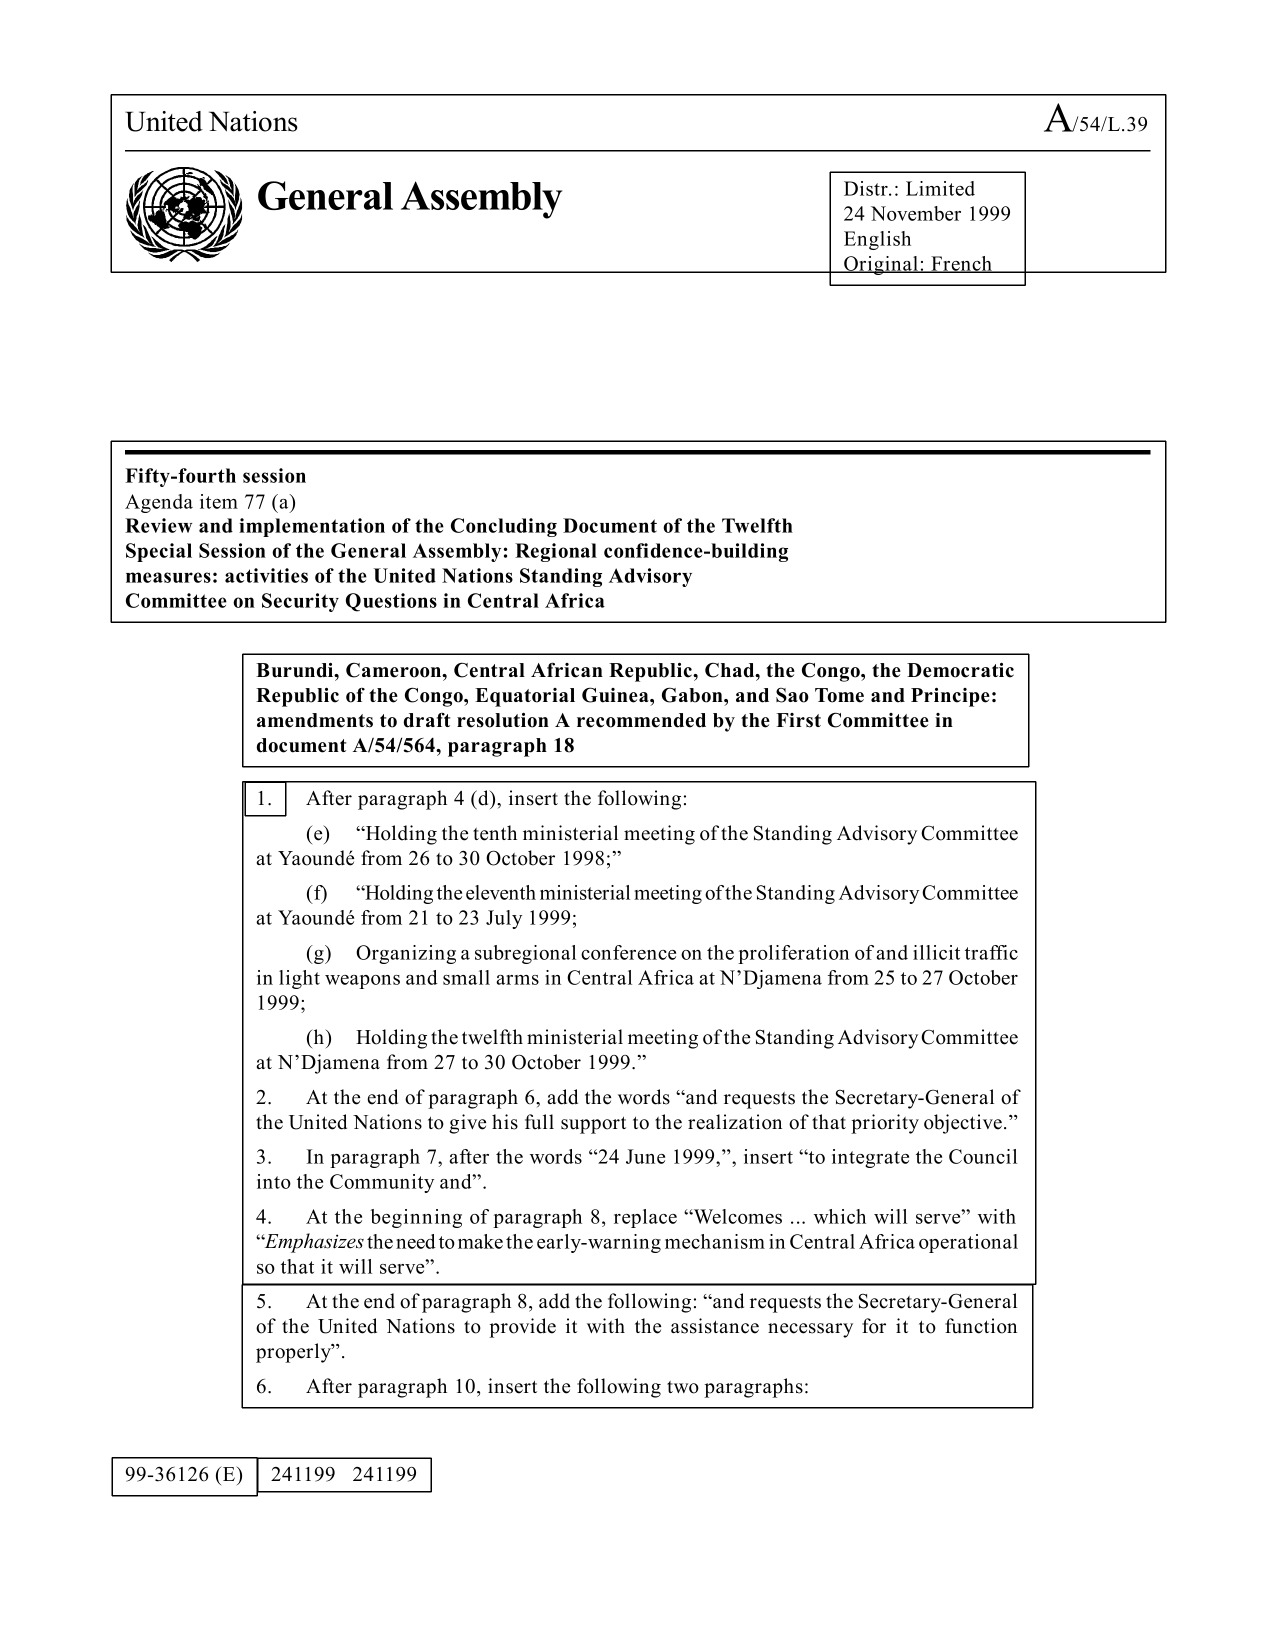 United Nations
A/54/L.39
General Assembly
Distr.: Limited
24 November 1999
English
Original: French
Fifty-fourth session
Agenda item 77 (a)
Review and implementation of the Concluding Document of the Twelfth
Special Session of the General Assembly: Regional confidence-building
measures: activities of the United Nations Standing Advisory
Committee on Security Questions in Central Africa
Burundi, Cameroon, Central African Republic, Chad, the Congo, the Democratic
Republic of the Congo, Equatorial Guinea, Gabon, and Sao Tome and Principe:
amendments to draft resolution A recommended by the First Committee in
document A/54/564, paragraph 18
1. After paragraph 4 (d), insert the following:
(e) “Holding the tenth ministerial meeting of the Standing Advisory Committee
at Yaoundé from 26 to 30 October 1998;”
(f) “Holding the eleventh ministerial meeting of the Standing Advisory Committee
at Yaoundé from 21 to 23 July 1999;
(g) Organizing a subregional conference on the proliferation of and illicit traffic
in light weapons and small arms in Central Africa at N’Djamena from 25 to 27 October
1999;
(h) Holding the twelfth ministerial meeting of the Standing Advisory Committee
at N’Djamena from 27 to 30 October 1999.”
2. At the end of paragraph 6, add the words “and requests the Secretary-General of
the United Nations to give his full support to the realization of that priority objective.”
3. In paragraph 7, after the words “24 June 1999,”, insert “to integrate the Council
into the Community and”.
4. At the beginning of paragraph 8, replace “Welcomes ... which will serve” with
“Emphasizes the need to make the early-warning mechanism in Central Africa operational
so that it will serve”.
5. At the end of paragraph 8, add the following: “and requests the Secretary-General
of the United Nations to provide it with the assistance necessary for it to function
properly”.
6. After paragraph 10, insert the following two paragraphs:
99-36126 (E) 241199 241199